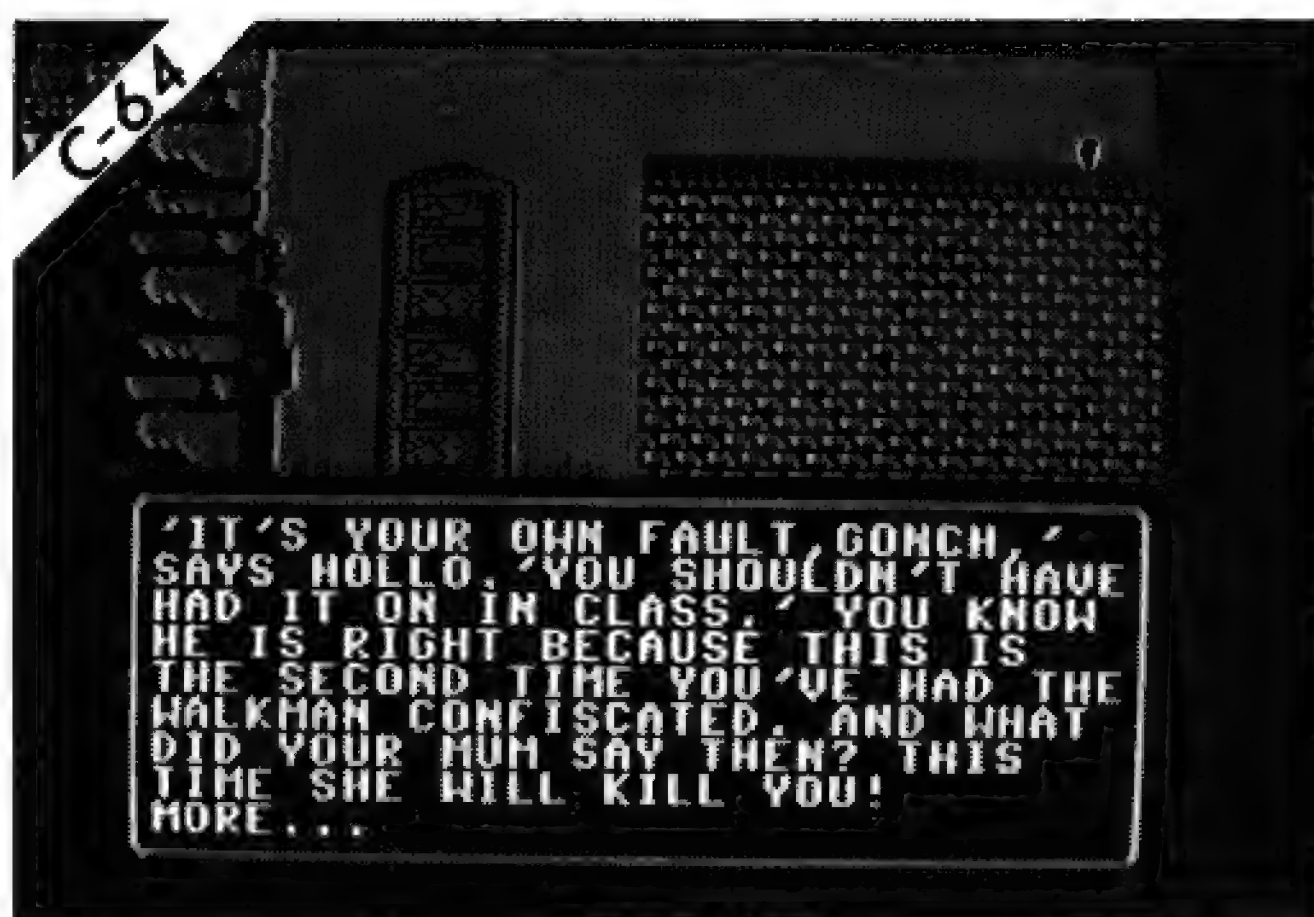 C-64
'IT'S YOUR OWN FAULT,GONCH,'
SAYS HOLLO.'YOU SHOULDN'T HAVE
HAD IT ON IN CLASS.' YOU KNOW
HE IS RIGHT BECAUSE THIS IS
THE SECOND TIME YOU'VE HAD THE
WALKMAN CONFISCATED. AND WHAT
DID YOUR MUM SAY THEN? THIS
TIME SHE WILL KILL YOU!
MORE...